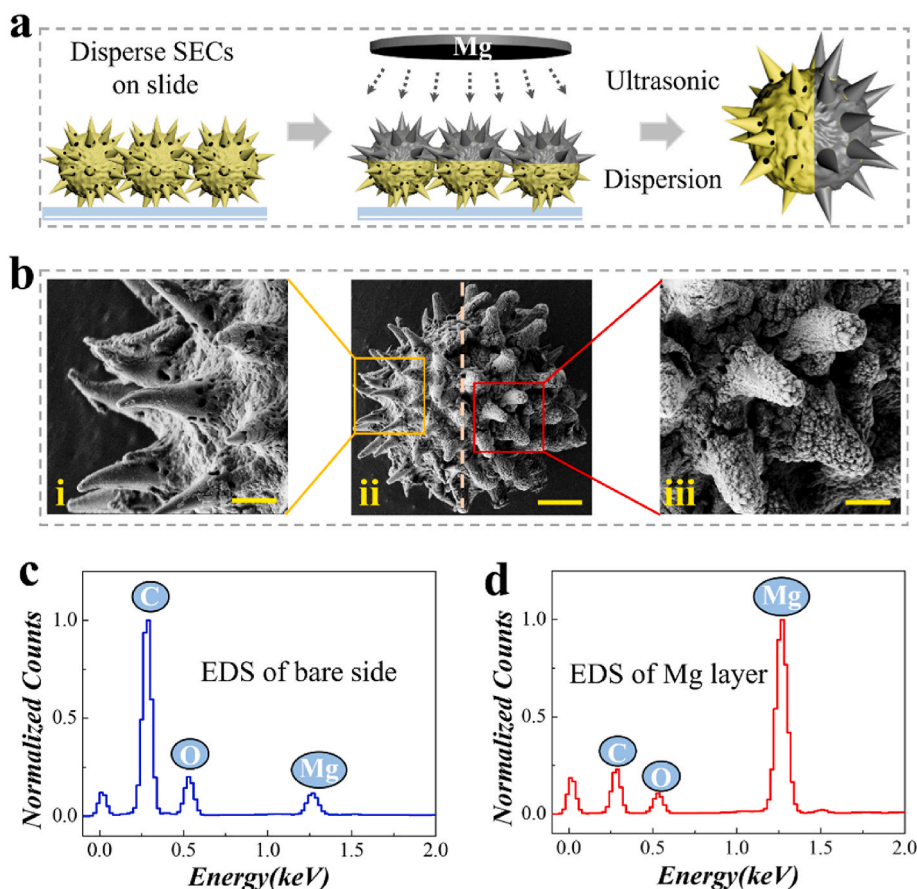 a
Disperse SECs
on slide
Mg
Ultrasonic
Dispersion
b
i
ii
iii
c
C
O
Mg
EDS of bare side
1.0
0.5
0.0
Normalized Counts
0.0 0.5 1.0 1.5 2.0
Energy(keV)
d
Mg
C
O
EDS of Mg layer
1.0
0.5
0.0
Normalized Counts
0.0 0.5 1.0 1.5 2.0
Energy(keV)